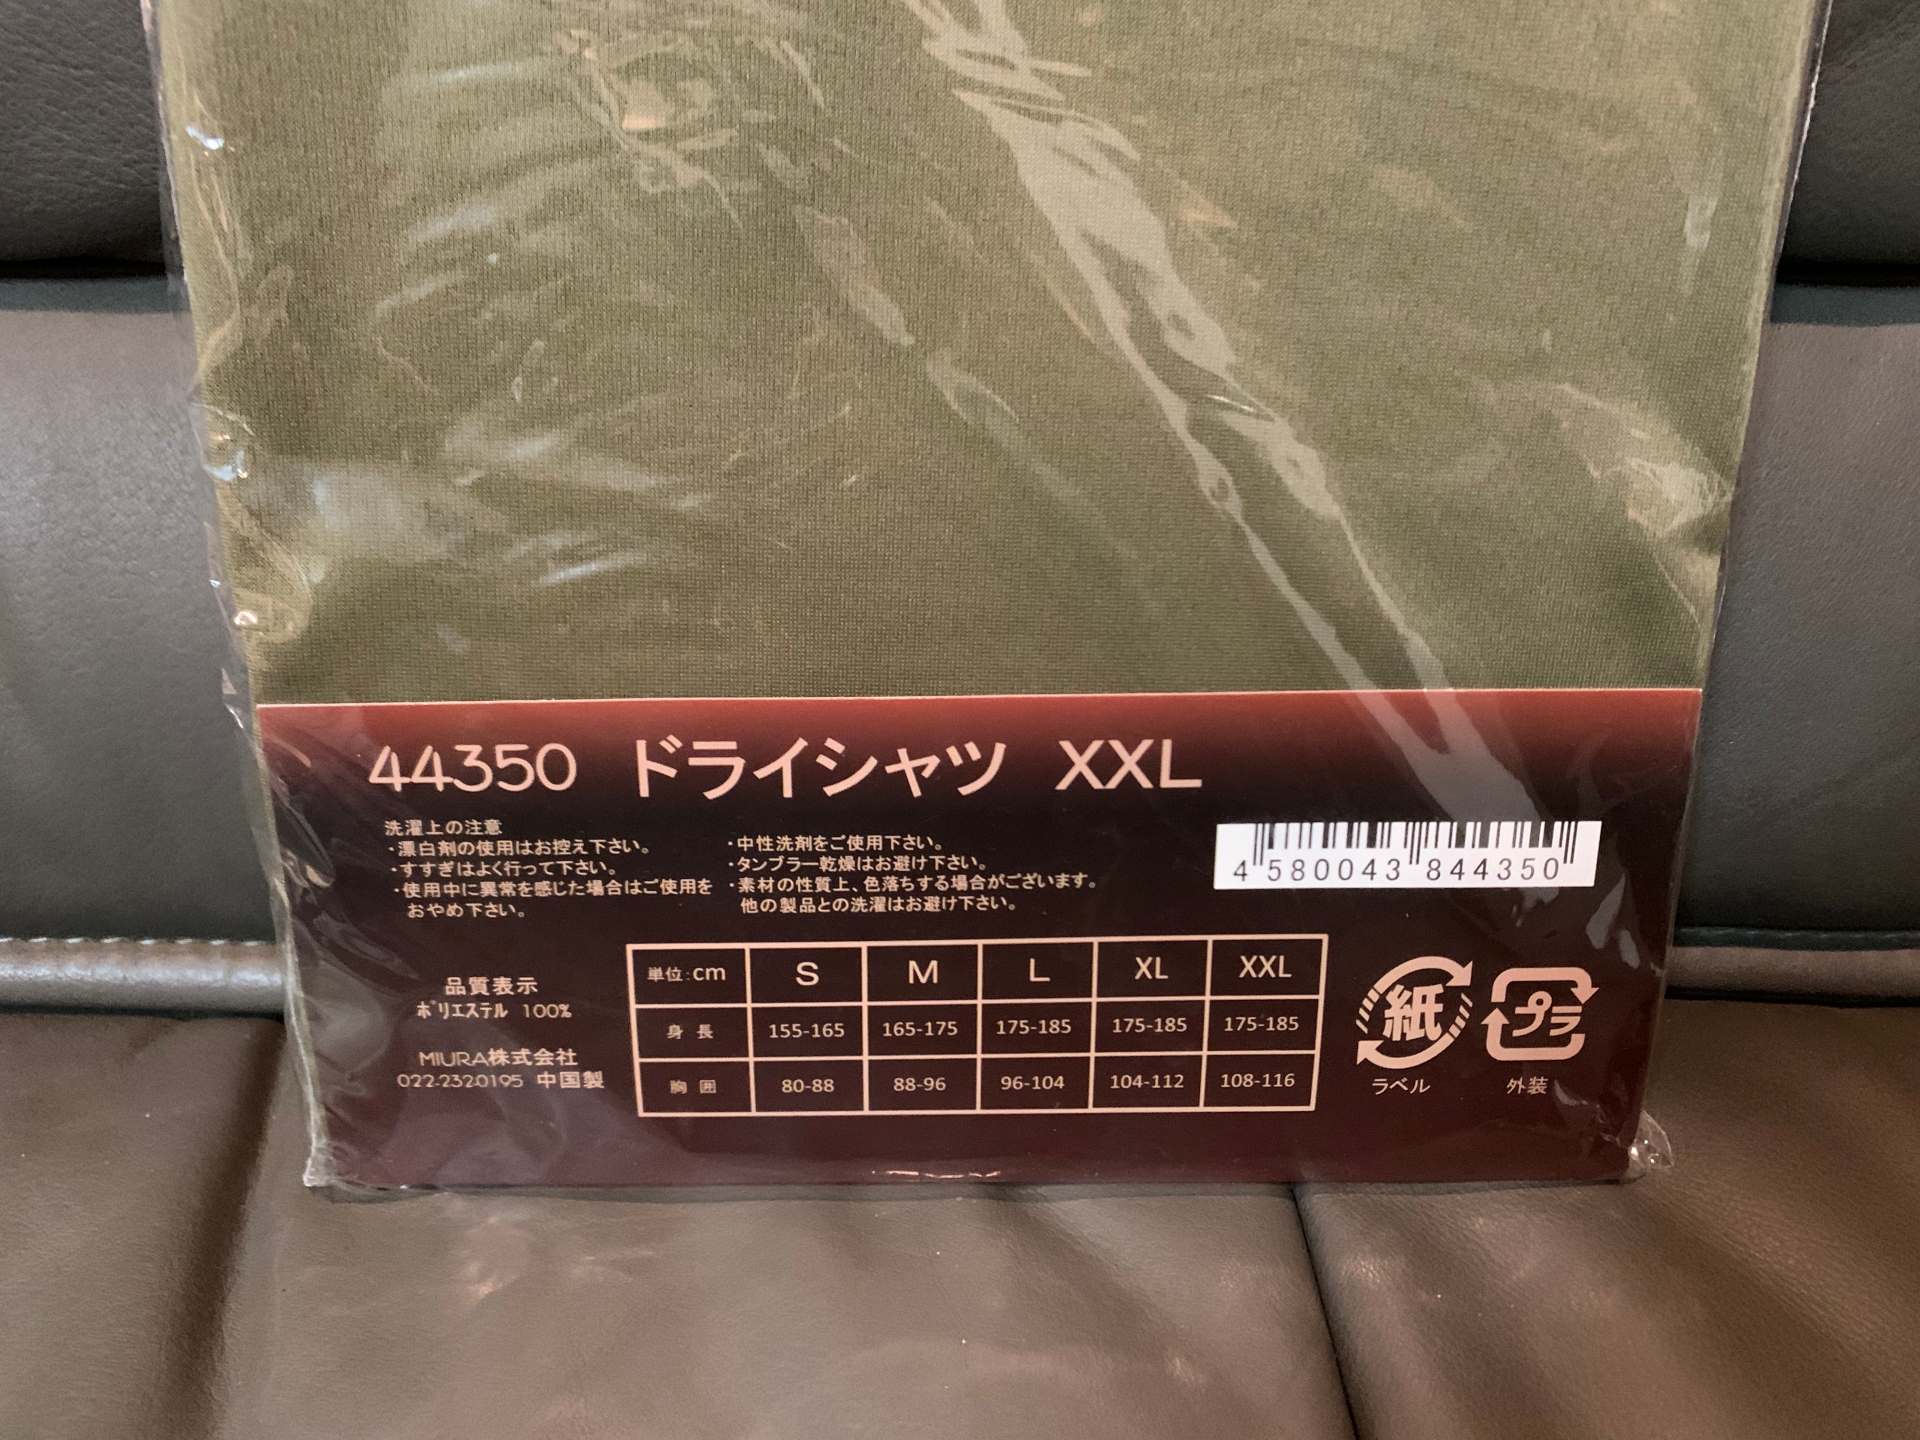 44350 ドライシャツ XXL
洗濯上の注意
・漂白剤の使用はお控え下さい。
・すすぎはよく行って下さい。
・使用中に異常を感じた場合はご使用を
おやめ下さい。
・中性洗剤をご使用下さい。
・タンブラー乾燥はお避け下さい。
・素材の性質上、色落ちする場合がございます。
他の製品との洗濯はお避け下さい。
4 580043 844350
品質表示
ポリエステル 100%
MIURA株式会社
022-2320195 中国製
単位:cm S M L XL XXL
身長 155-165 165-175 175-185 175-185 175-185
胸囲 80-88 88-96 96-104 104-112 108-116
紙
ラベル
プラ
外装